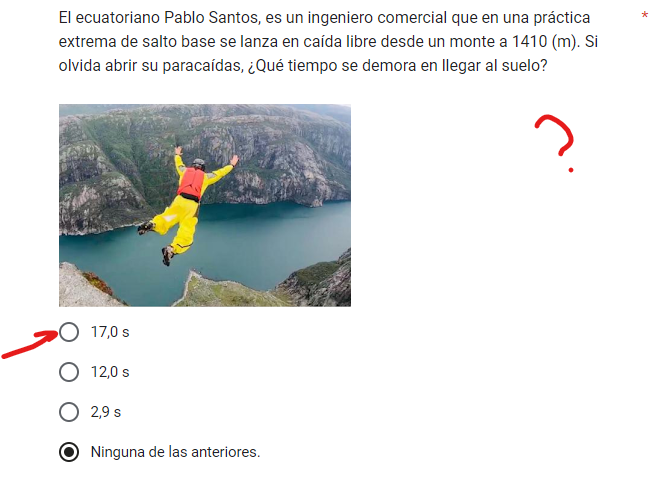 El ecuatoriano Pablo Santos, es un ingeniero comercial que en una práctica *
extrema de salto base se lanza en caída libre desde un monte a 1410 (m). Si
olvida abrir su paracaídas, ¿Qué tiempo se demora en llegar al suelo?
?
17,0 s
12,0 s
2,9 s
Ninguna de las anteriores.